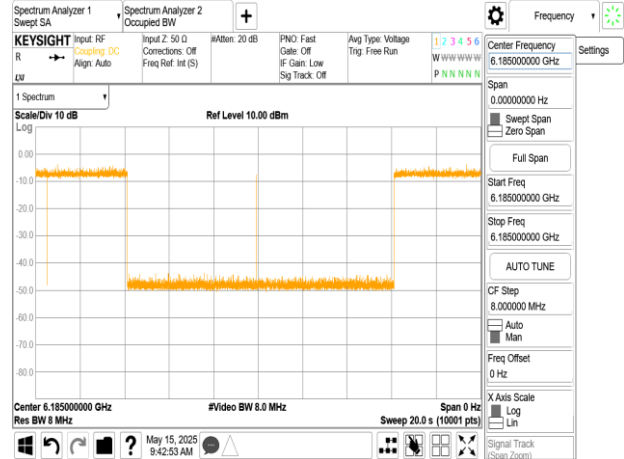 Spectrum Analyzer 1
Swept SA
Spectrum Analyzer 2
Occupied BW
+
Frequency
KEYSIGHT
R
LXI
Input: RF
Coupling: DC
Align: Auto
Input Z: 50 Ω
Corrections: Off
Freq Ref: Int (S)
#Atten: 20 dB
PNO: Fast
Gate: Off
IF Gain: Low
Sig Track: Off
Avg Type: Voltage
Trig: Free Run
1 2 3 4 5 6
W W W W W W
P N N N N N
Center Frequency
6.185000000 GHz
Settings
Span
0.00000000 Hz
Swept Span
Zero Span
Full Span
Start Freq
6.185000000 GHz
Stop Freq
6.185000000 GHz
AUTO TUNE
CF Step
8.000000 MHz
Auto
Man
Freq Offset
0 Hz
X Axis Scale
Log
Lin
Signal Track
(Span Zoom)
1 Spectrum
Scale/Div 10 dB
Ref Level 10.00 dBm
Log
0.00
-10.0
-20.0
-30.0
-40.0
-50.0
-60.0
-70.0
-80.0
Center 6.185000000 GHz
#Video BW 8.0 MHz
Span 0 Hz
Res BW 8 MHz
Sweep 20.0 s (10001 pts)
?
May 15, 2025
9:42:53 AM